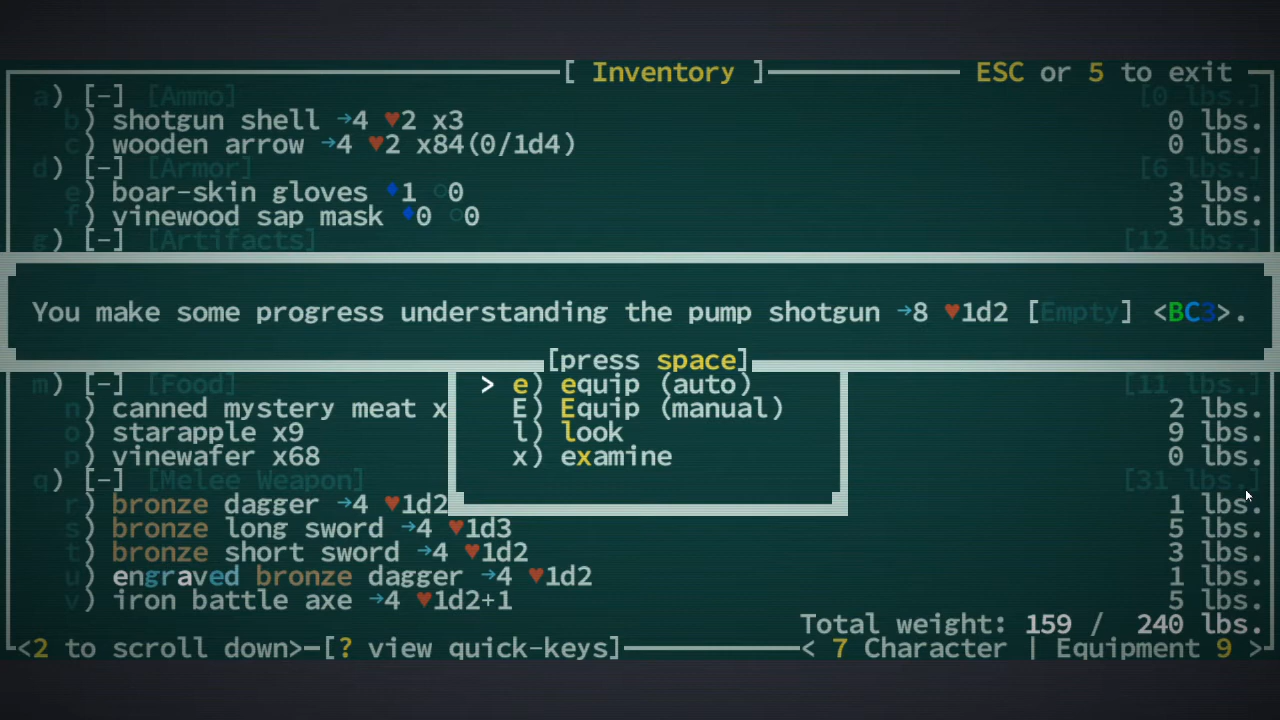 [ Inventory ] ESC or 5 to exit
a) [-] [Ammo] [0 lbs.]
b) shotgun shell →4 ♥2 x3 0 lbs.
c) wooden arrow →4 ♥2 x84(0/1d4) 0 lbs.
d) [-] [Armor] [6 lbs.]
e) boar-skin gloves ♦1 ○0 3 lbs.
f) vinewood sap mask ♦0 ○0 3 lbs.
g) [-] [Artifacts] [12 lbs.]
You make some progress understanding the pump shotgun →8 ♥1d2 [Empty] <BC3>.
[press space]
m) [-] [Food] [11 lbs.]
n) canned mystery meat x 2 lbs.
o) starapple x9 9 lbs.
p) vinewafer x68 0 lbs.
q) [-] [Melee Weapon] [31 lbs.]
r) bronze dagger →4 ♥1d2 1 lbs.
s) bronze long sword →4 ♥1d3 5 lbs.
t) bronze short sword →4 ♥1d2 3 lbs.
u) engraved bronze dagger →4 ♥1d2 1 lbs.
v) iron battle axe →4 ♥1d2+1 5 lbs.
> e) equip (auto)
E) Equip (manual)
l) look
x) examine
Total weight: 159 / 240 lbs.
<2 to scroll down> [? view quick-keys] < 7 Character | Equipment 9 >